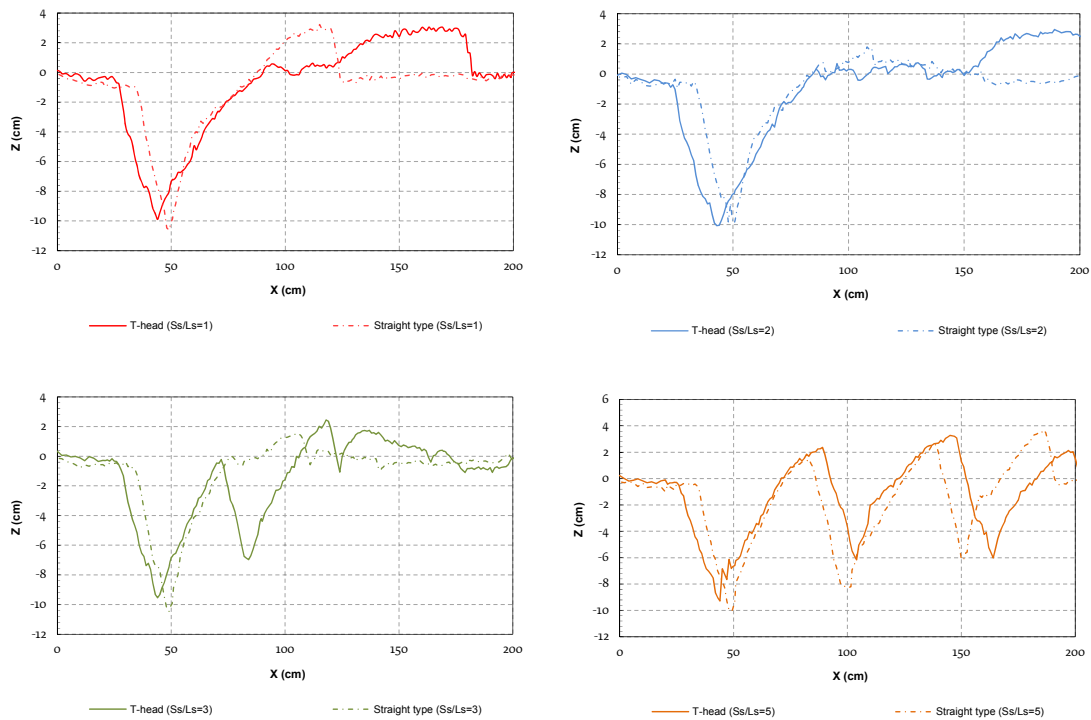 4
2
0
-2
-4
-6
-8
-10
-12
Z (cm)
0 50 100 150 200
X (cm)
T-head (Ss/Ls=1) Straight type (Ss/Ls=1)
4
2
0
-2
-4
-6
-8
-10
-12
Z (cm)
0 50 100 150 200
X (cm)
T-head (Ss/Ls=2) Straight type (Ss/Ls=2)
4
2
0
-2
-4
-6
-8
-10
-12
Z (cm)
0 50 100 150 200
X (cm)
T-head (Ss/Ls=3) Straight type (Ss/Ls=3)
6
4
2
0
-2
-4
-6
-8
-10
-12
Z (cm)
0 50 100 150 200
X (cm)
T-head (Ss/Ls=5) Straight type (Ss/Ls=5)